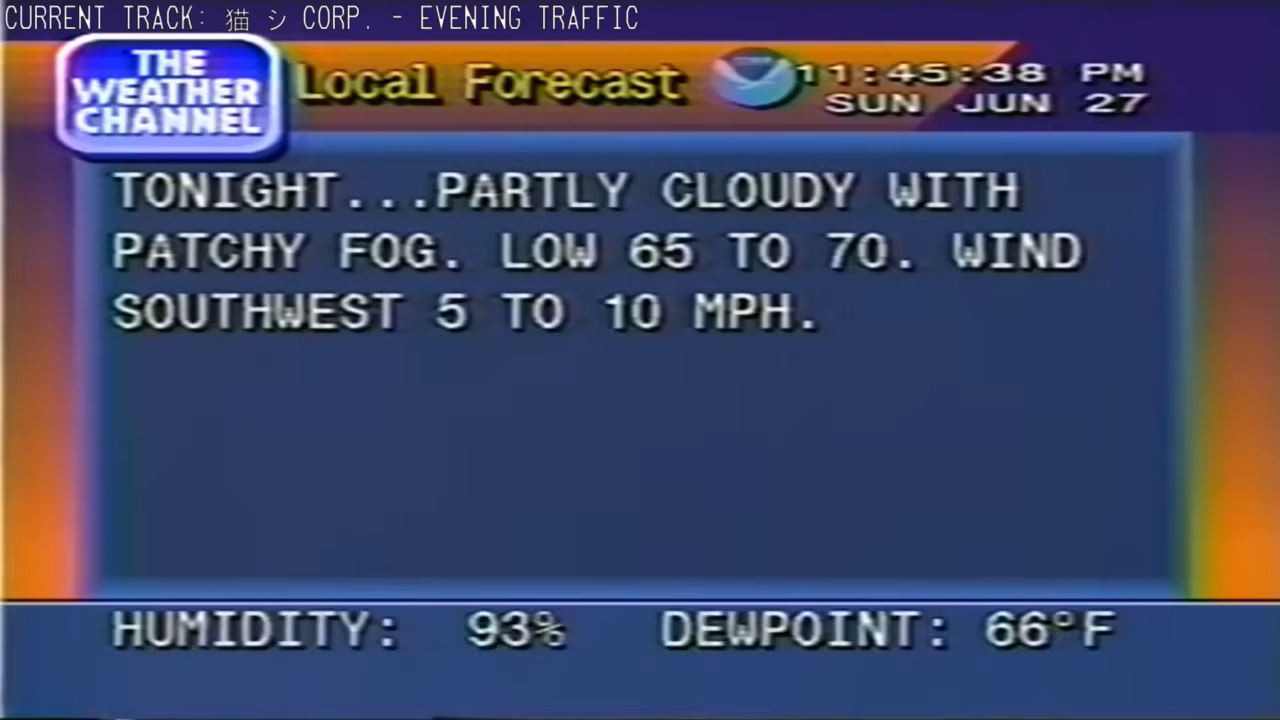 CURRENT TRACK: 猫 シ CORP. - EVENING TRAFFIC
THE
WEATHER
CHANNEL
Local Forecast
11:45:38 PM
SUN JUN 27
TONIGHT...PARTLY CLOUDY WITH
PATCHY FOG. LOW 65 TO 70. WIND
SOUTHWEST 5 TO 10 MPH.
HUMIDITY: 93% DEWPOINT: 66°F